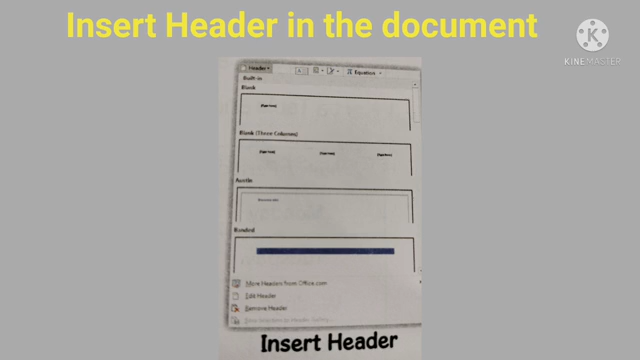 Insert Header in the document
KINEMASTER
Header
Equation
Built-in
Blank
[Type text]
Blank (Three Columns)
[Type text] [Type text] [Type text]
Austin
Banded
More Headers from Office.com
Edit Header
Remove Header
Insert Header